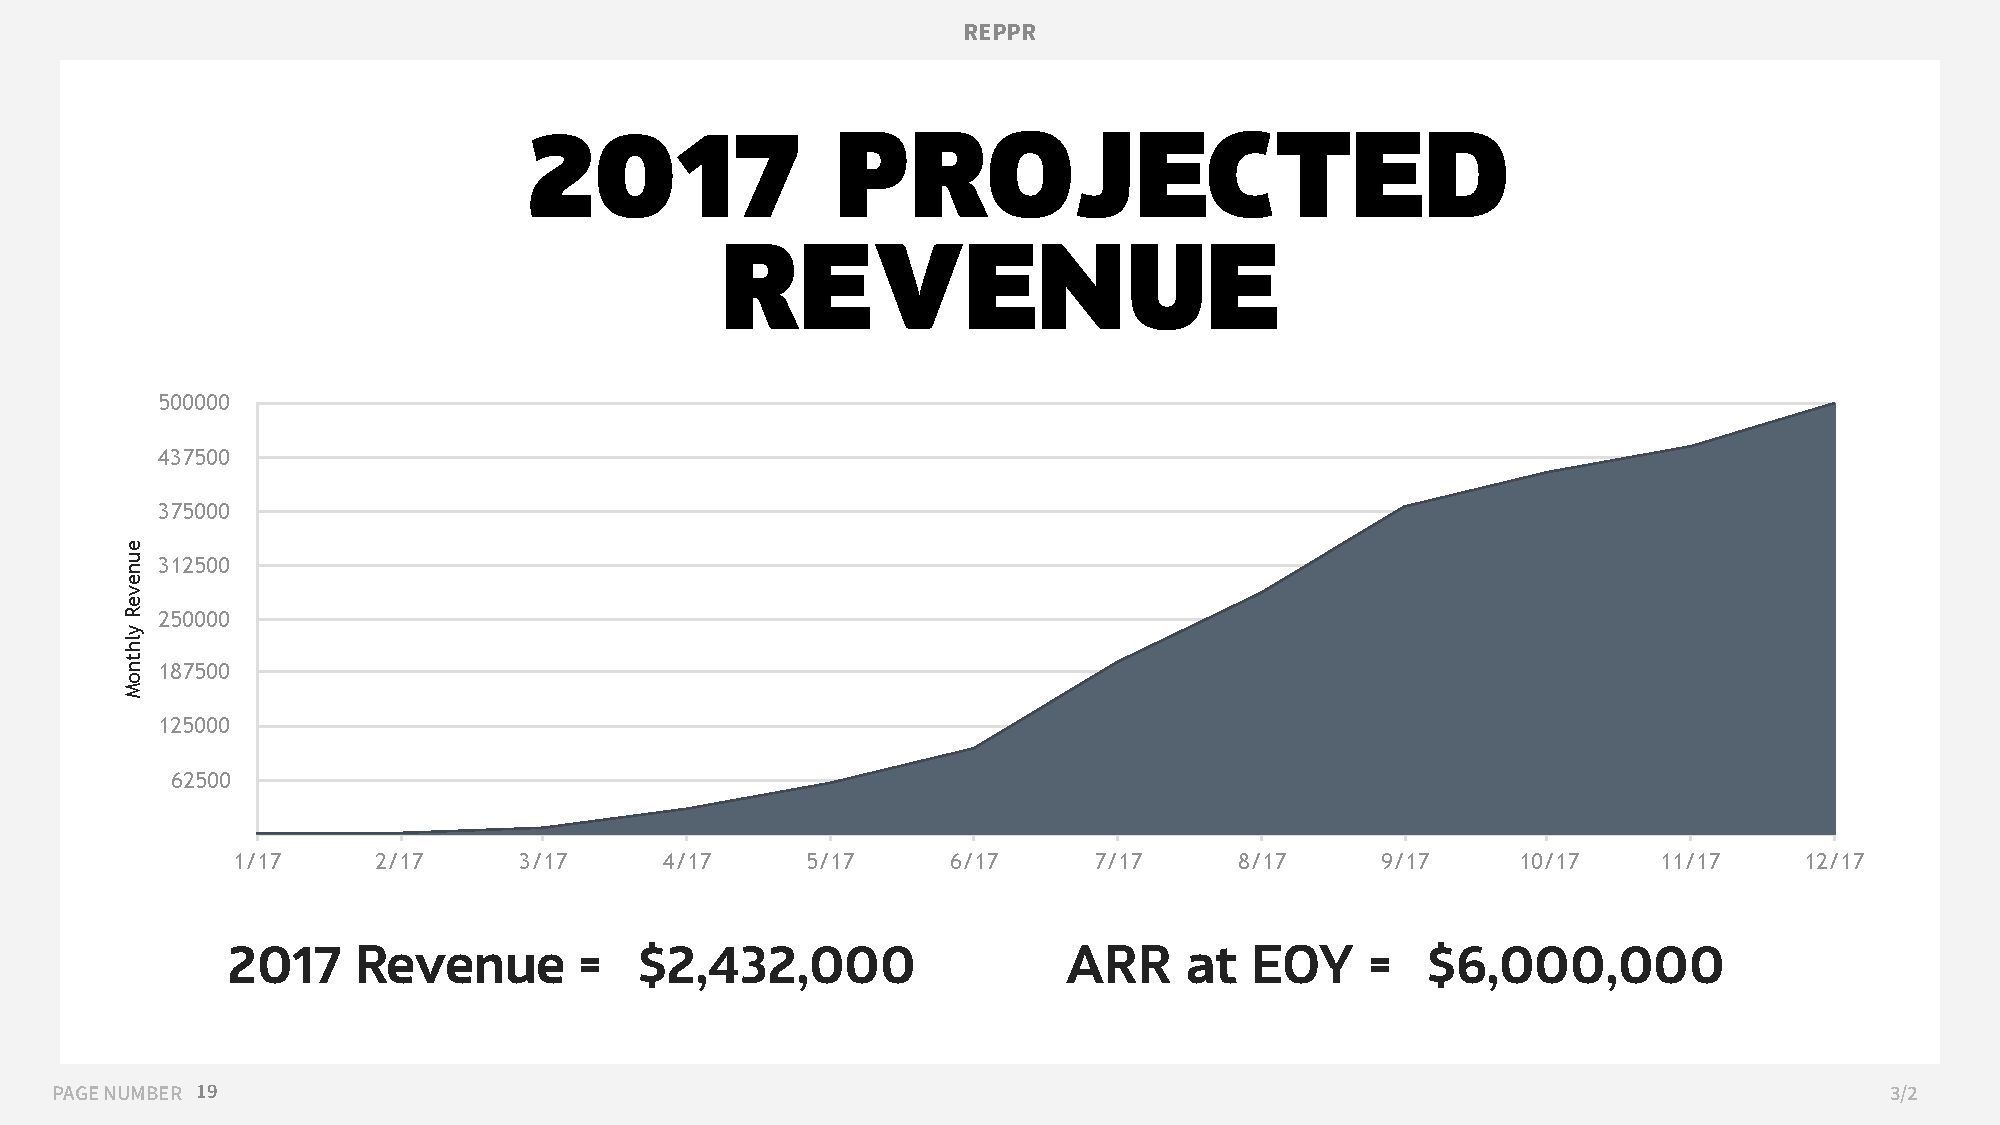 REPPR
2017 PROJECTED
REVENUE
500000
437500
375000
312500
250000
187500
125000
62500
Monthly Revenue
1/17 2/17 3/17 4/17 5/17 6/17 7/17 8/17 9/17 10/17 11/17 12/17
2017 Revenue = $2,432,000 ARR at EOY = $6,000,000
PAGE NUMBER 19 3/2